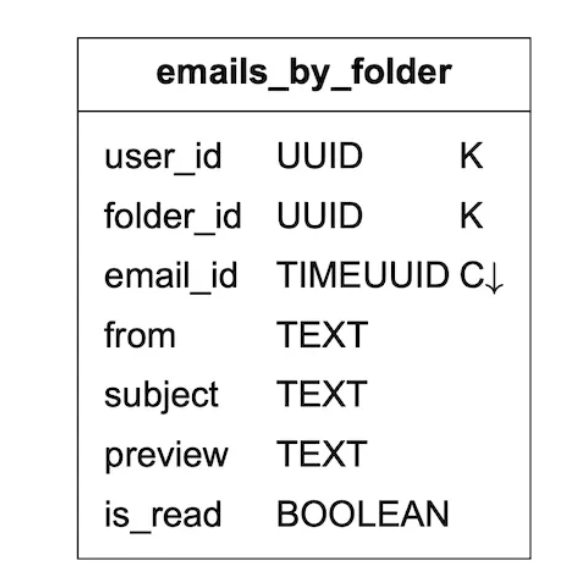 emails_by_folder
user_id UUID K
folder_id UUID K
email_id TIMEUUID C↓
from TEXT
subject TEXT
preview TEXT
is_read BOOLEAN